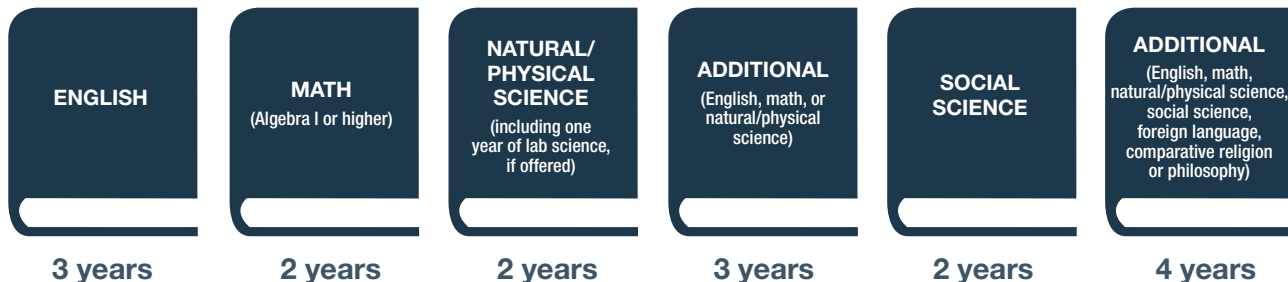 ENGLISH
3 years
MATH
(Algebra I or higher)
2 years
NATURAL/
PHYSICAL
SCIENCE
(including one
year of lab science,
if offered)
2 years
ADDITIONAL
(English, math, or
natural/physical
science)
3 years
SOCIAL
SCIENCE
2 years
ADDITIONAL
(English, math,
natural/physical science,
social science,
foreign language,
comparative religion
or philosophy)
4 years